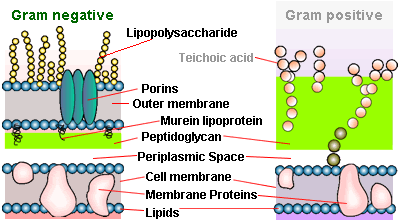 Gram negative
Gram positive
Lipopolysaccharide
Teichoic acid
Porins
Outer membrane
Murein lipoprotein
Peptidoglycan
Periplasmic Space
Cell membrane
Membrane Proteins
Lipids